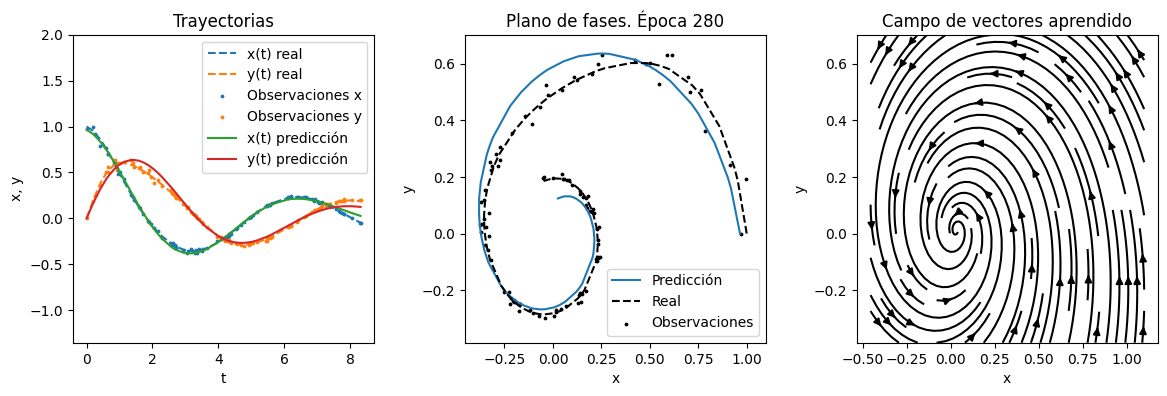 Trayectorias
x, y
2.0
1.5
1.0
0.5
0.0
−0.5
−1.0
0
2
4
6
8
t
x(t) real
y(t) real
Observaciones x
Observaciones y
x(t) predicción
y(t) predicción
Plano de fases. Época 280
y
0.6
0.4
0.2
0.0
−0.2
−0.25
0.00
0.25
0.50
0.75
1.00
x
Predicción
Real
Observaciones
Campo de vectores aprendido
y
0.6
0.4
0.2
0.0
−0.2
−0.50
−0.25
0.00
0.25
0.50
0.75
1.00
x